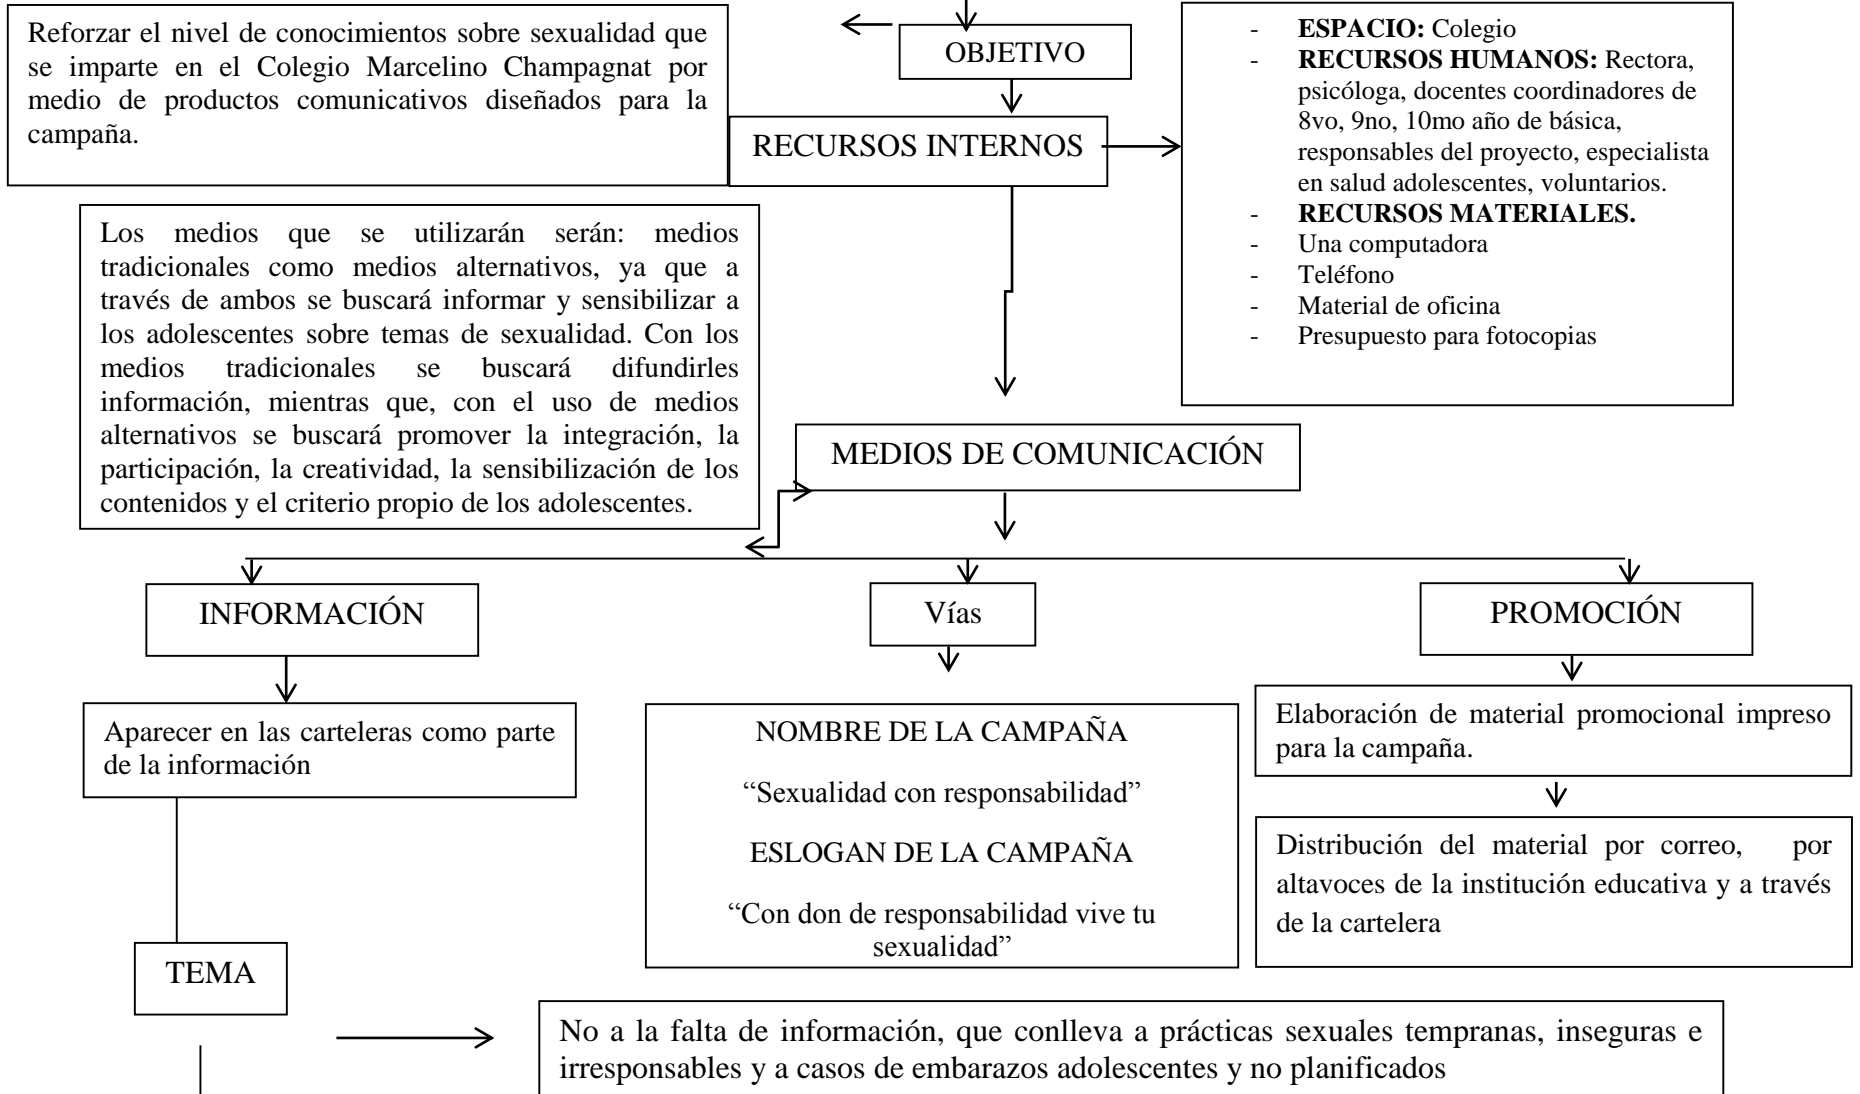 Reforzar el nivel de conocimientos sobre sexualidad que
se imparte en el Colegio Marcelino Champagnat por
medio de productos comunicativos diseñados para la
campaña.
OBJETIVO
RECURSOS INTERNOS
- ESPACIO: Colegio
- RECURSOS HUMANOS: Rectora,
psicóloga, docentes coordinadores de
8vo, 9no, 10mo año de básica,
responsables del proyecto, especialista
en salud adolescentes, voluntarios.
- RECURSOS MATERIALES.
- Una computadora
- Teléfono
- Material de oficina
- Presupuesto para fotocopias
Los medios que se utilizarán serán: medios
tradicionales como medios alternativos, ya que a
través de ambos se buscará informar y sensibilizar a
los adolescentes sobre temas de sexualidad. Con los
medios tradicionales se buscará difundirles
información, mientras que, con el uso de medios
alternativos se buscará promover la integración, la
participación, la creatividad, la sensibilización de los
contenidos y el criterio propio de los adolescentes.
MEDIOS DE COMUNICACIÓN
INFORMACIÓN
Vías
PROMOCIÓN
Aparecer en las carteleras como parte
de la información
NOMBRE DE LA CAMPAÑA
“Sexualidad con responsabilidad”
ESLOGAN DE LA CAMPAÑA
“Con don de responsabilidad vive tu
sexualidad”
Elaboración de material promocional impreso
para la campaña.
Distribución del material por correo, por
altavoces de la institución educativa y a través
de la cartelera
TEMA
No a la falta de información, que conlleva a prácticas sexuales tempranas, inseguras e
irresponsables y a casos de embarazos adolescentes y no planificados